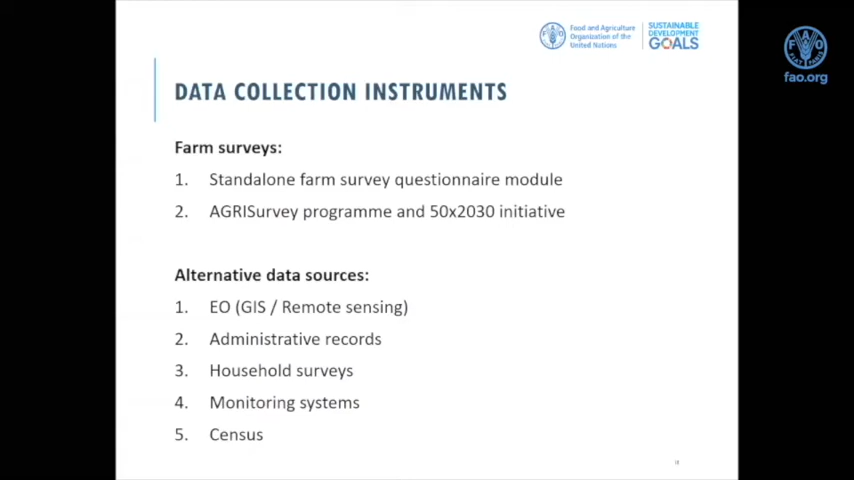 Food and Agriculture
Organization of the
United Nations
SUSTAINABLE
DEVELOPMENT
GOALS
fao.org
DATA COLLECTION INSTRUMENTS
Farm surveys:
1. Standalone farm survey questionnaire module
2. AGRISurvey programme and 50x2030 initiative
Alternative data sources:
1. EO (GIS / Remote sensing)
2. Administrative records
3. Household surveys
4. Monitoring systems
5. Census